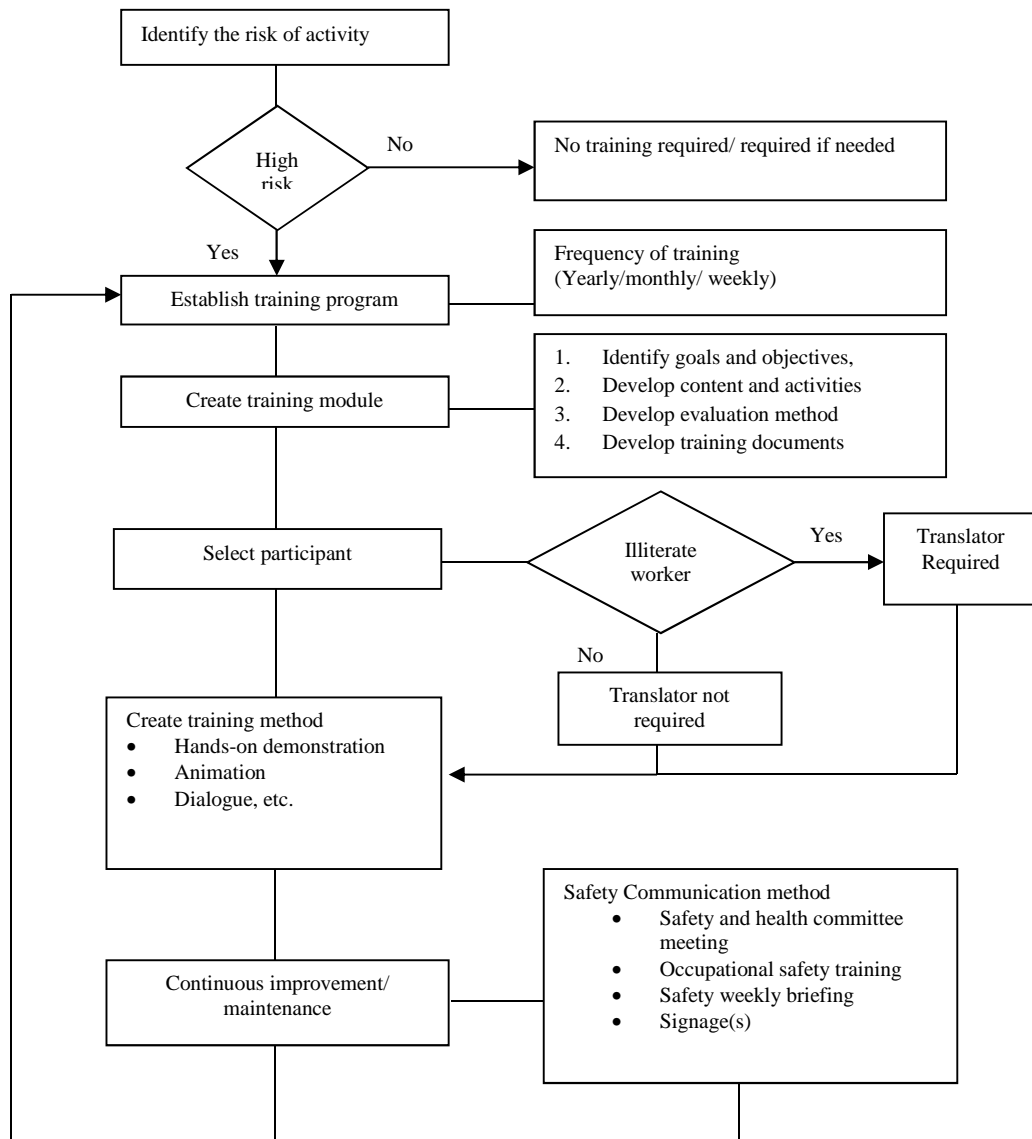 Identify the risk of activity
No
High
risk
No training required/ required if needed
Yes
Frequency of training
(Yearly/monthly/ weekly)
Establish training program
1. Identify goals and objectives,
2. Develop content and activities
3. Develop evaluation method
4. Develop training documents
Create training module
Select participant
Illiterate
worker
Yes
Translator
Required
No
Translator not
required
Create training method
• Hands-on demonstration
• Animation
• Dialogue, etc.
Safety Communication method
• Safety and health committee
meeting
• Occupational safety training
• Safety weekly briefing
• Signage(s)
Continuous improvement/
maintenance